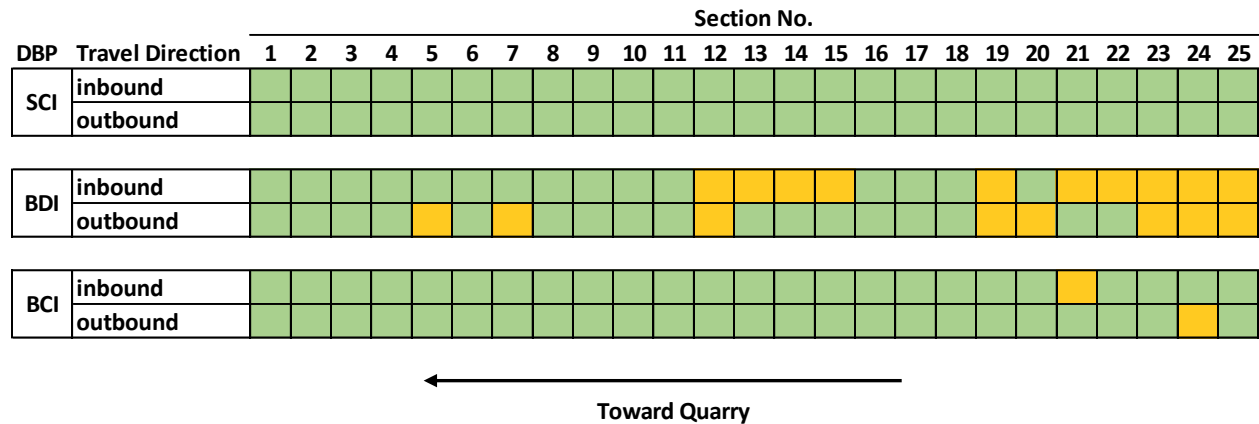 Section No.
DBP Travel Direction 1 2 3 4 5 6 7 8 9 10 11 12 13 14 15 16 17 18 19 20 21 22 23 24 25
SCI
inbound
outbound
BDI
inbound
outbound
BCI
inbound
outbound
Toward Quarry